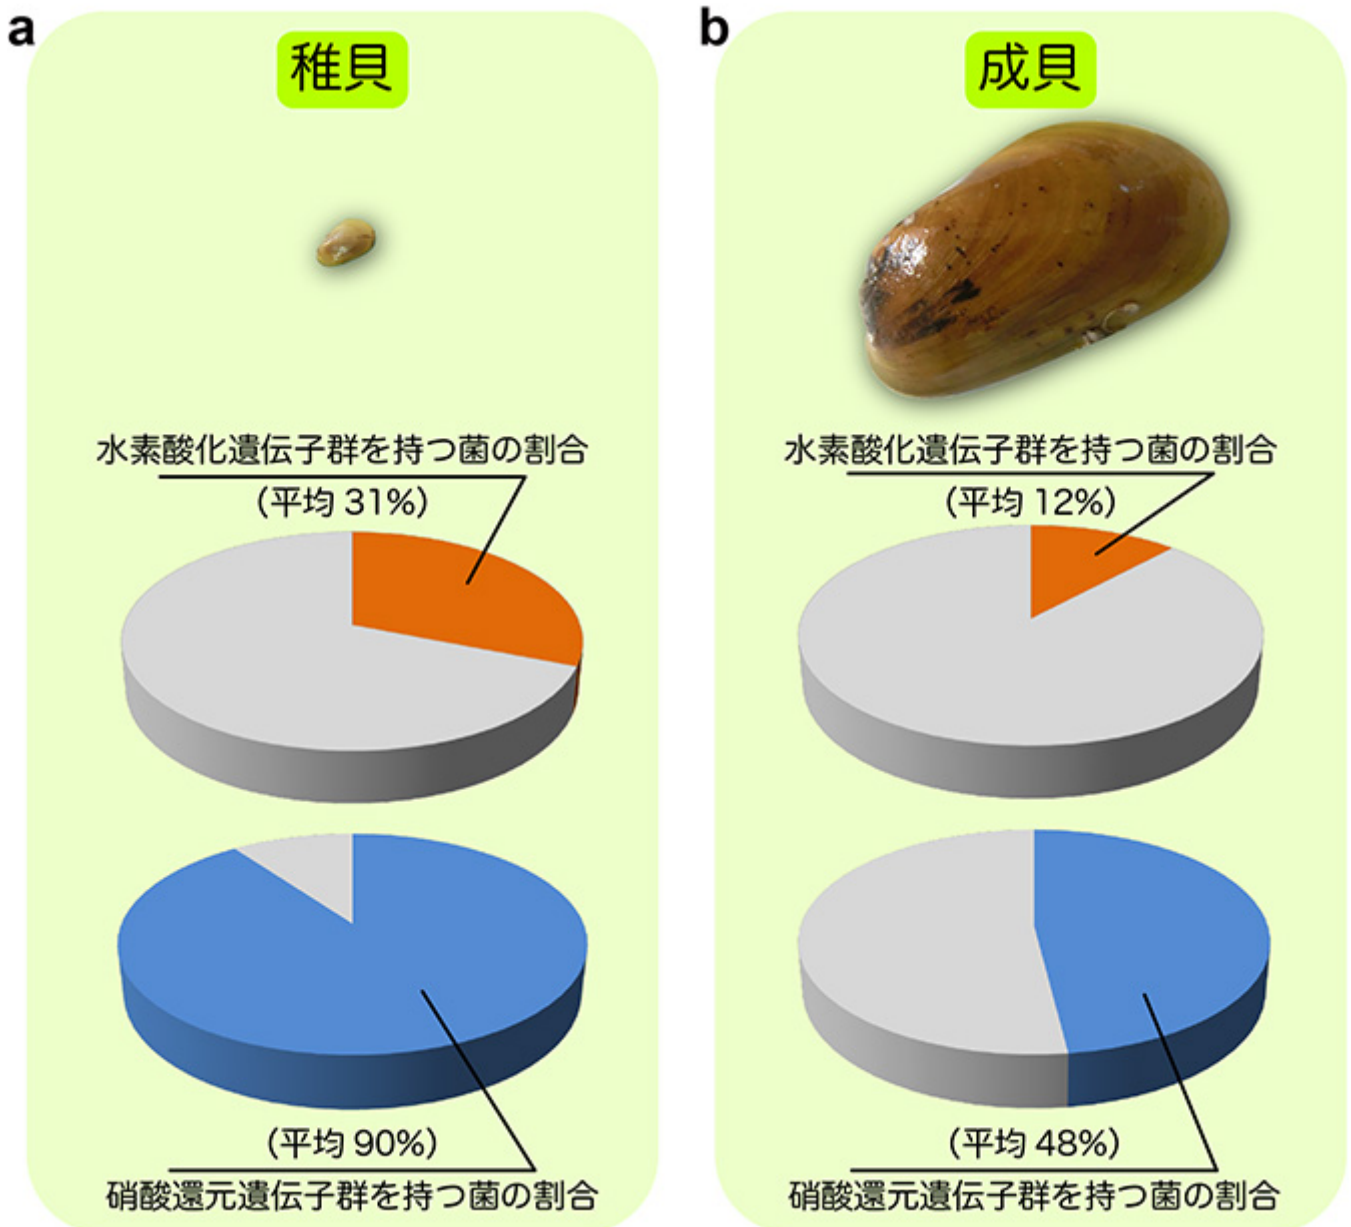 a
稚貝
水素酸化遺伝子群を持つ菌の割合
(平均 31%)
(平均 90%)
硝酸還元遺伝子群を持つ菌の割合
b
成貝
水素酸化遺伝子群を持つ菌の割合
(平均 12%)
(平均 48%)
硝酸還元遺伝子群を持つ菌の割合